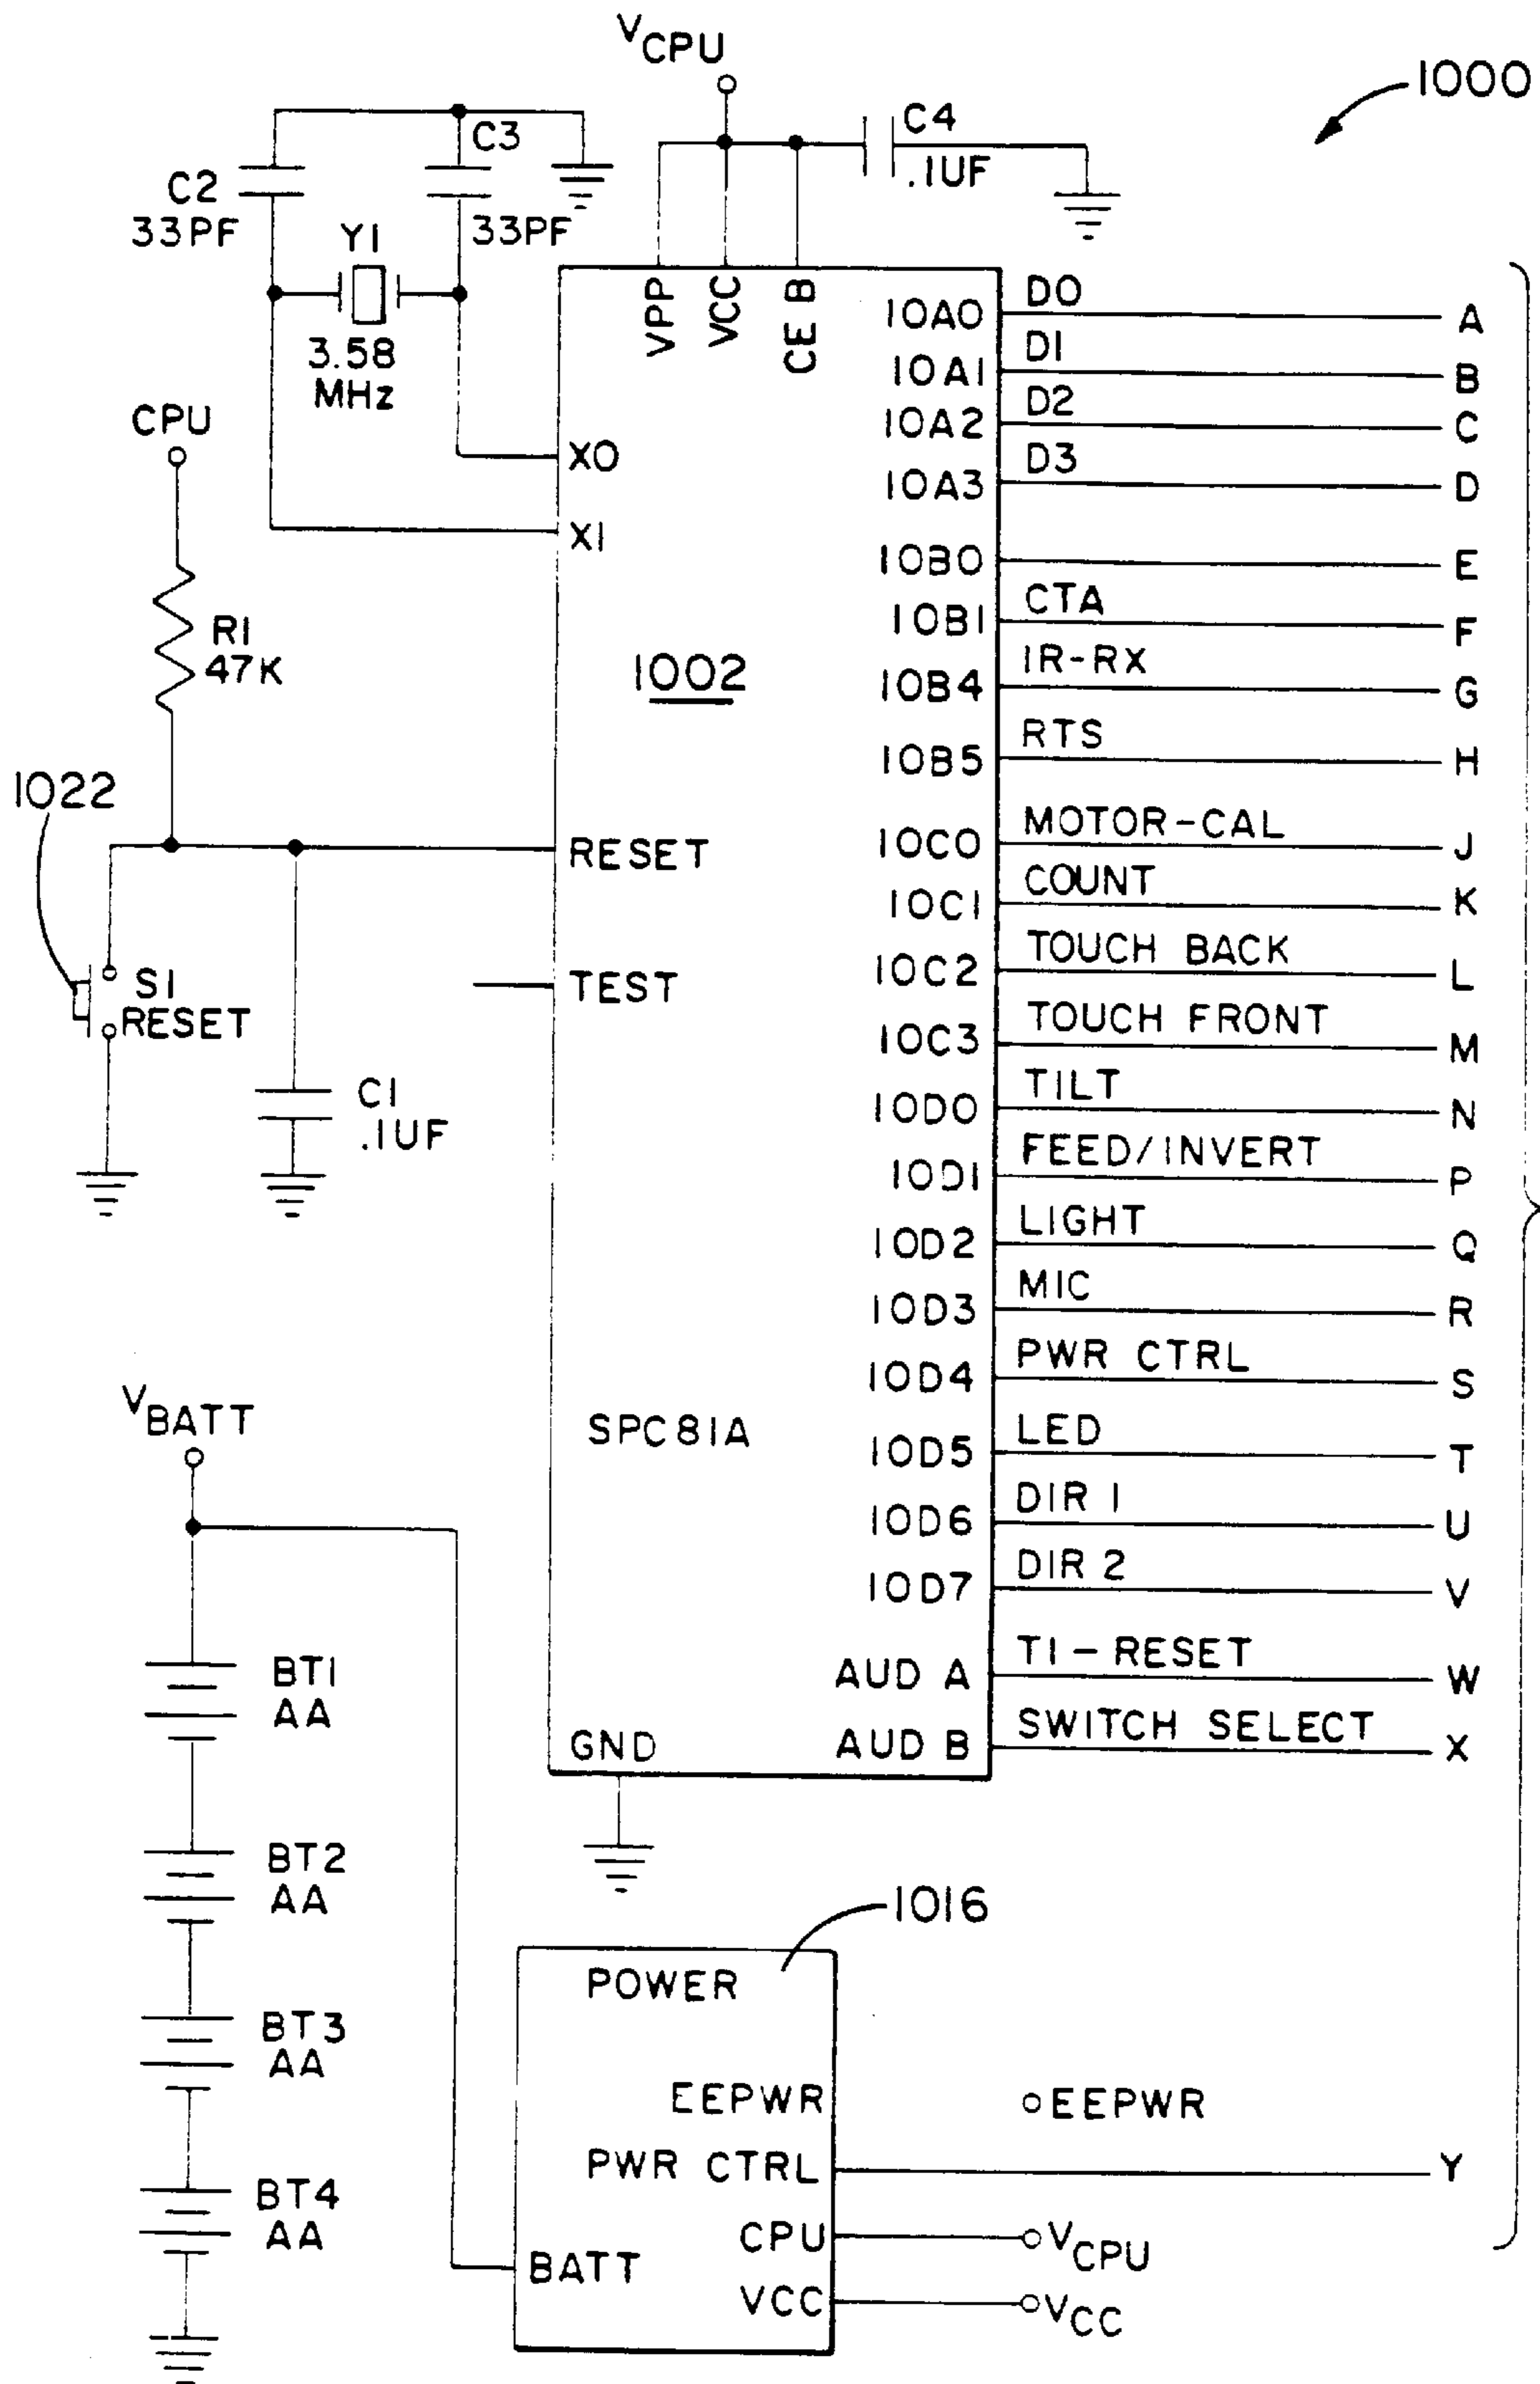 VCPU
1000
C3
C4
.1UF
C2
33PF
33PF
Y1
3.58
MHz
CPU
R1
47K
1022
S1
RESET
C1
.1UF
VPP
VCC
CE B
X0
X1
1002
RESET
TEST
SPC81A
GND
IOA0 D0 A
IOA1 D1 B
IOA2 D2 C
IOA3 D3 D
IOB0 E
IOB1 CTA F
IOB4 IR-RX G
IOB5 RTS H
IOC0 MOTOR-CAL J
IOC1 COUNT K
IOC2 TOUCH BACK L
IOC3 TOUCH FRONT M
IOD0 TILT N
IOD1 FEED/INVERT P
IOD2 LIGHT Q
IOD3 MIC R
IOD4 PWR CTRL S
IOD5 LED T
IOD6 DIR 1 U
IOD7 DIR 2 V
AUD A TI-RESET W
AUD B SWITCH SELECT X
VBATT
BT1
AA
BT2
AA
BT3
AA
BT4
AA
1016
POWER
EEPWR EEPWR
PWR CTRL Y
CPU VCPU
BATT
VCC VCC